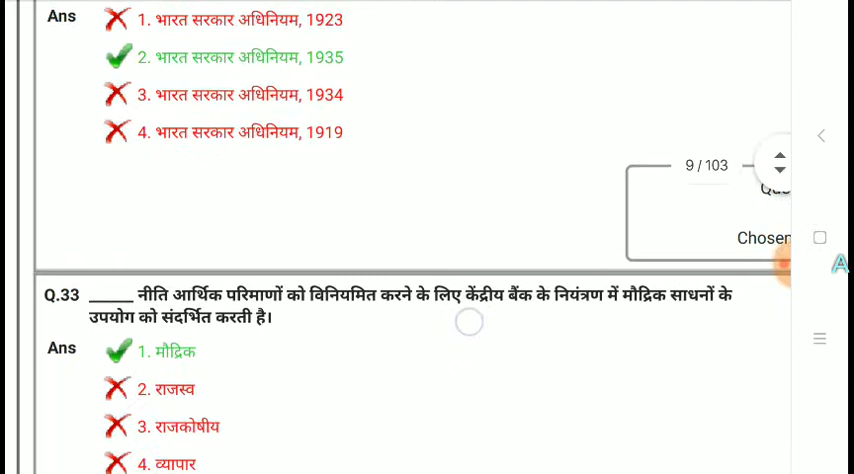 Ans 1. भारत सरकार अधिनियम, 1923
2. भारत सरकार अधिनियम, 1935
3. भारत सरकार अधिनियम, 1934
4. भारत सरकार अधिनियम, 1919
9 / 103
Chosen
Q.33 ______ नीति आर्थिक परिमाणों को विनियमित करने के लिए केंद्रीय बैंक के नियंत्रण में मौद्रिक साधनों के
उपयोग को संदर्भित करती है।
Ans 1. मौद्रिक
2. राजस्व
3. राजकोषीय
4. व्यापार
A